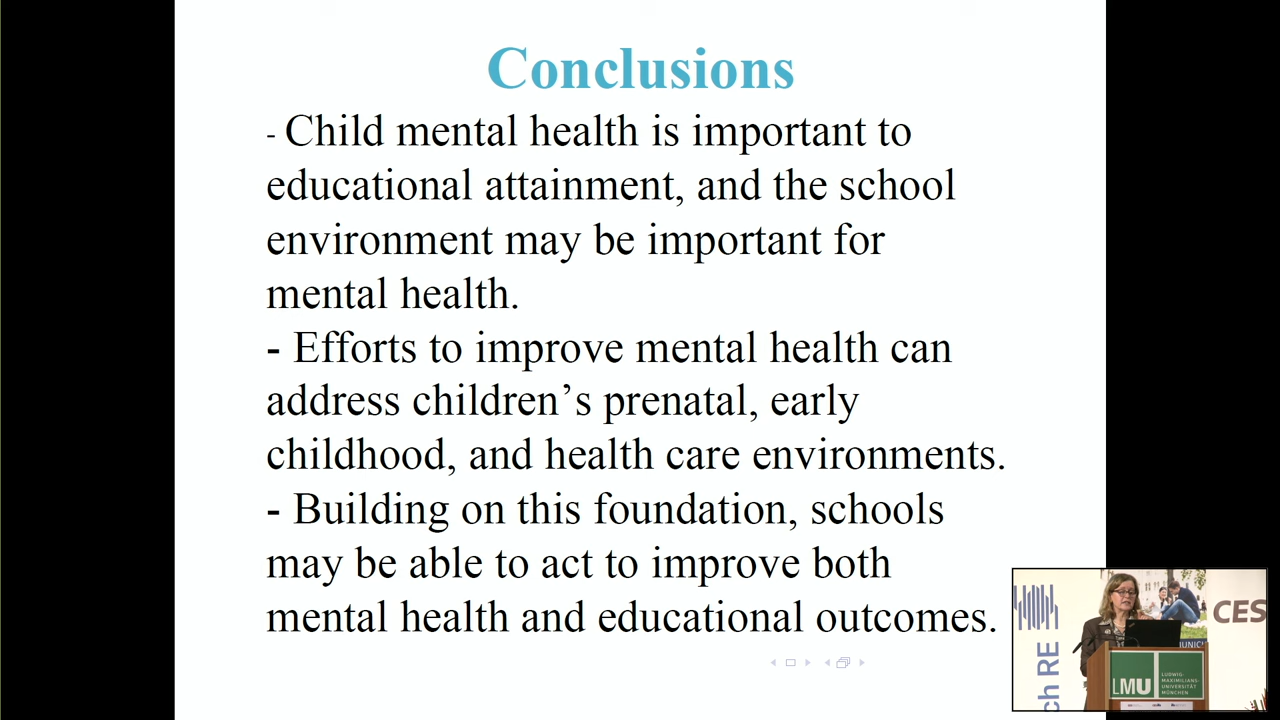 Conclusions
- Child mental health is important to
educational attainment, and the school
environment may be important for
mental health.
- Efforts to improve mental health can
address children’s prenatal, early
childhood, and health care environments.
- Building on this foundation, schools
may be able to act to improve both
mental health and educational outcomes.
ch RE
CES
MUNICH
LMU
LUDWIG-
MAXIMILIANS-
UNIVERSITÄT
MÜNCHEN